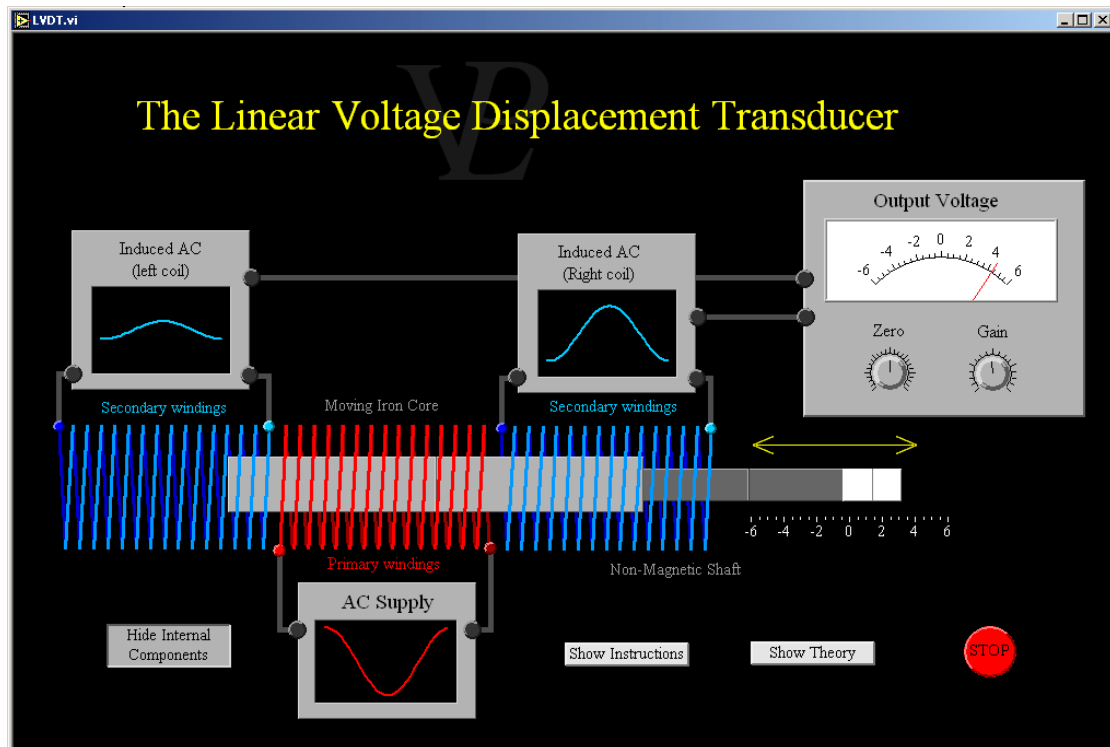 LVDT.vi
VPL
The Linear Voltage Displacement Transducer
Output Voltage
-6 -4 -2 0 2 4 6
Zero
Gain
Induced AC
(left coil)
Induced AC
(Right coil)
Secondary windings
Moving Iron Core
Secondary windings
-6 -4 -2 0 2 4 6
Primary windings
Non-Magnetic Shaft
AC Supply
Hide Internal
Components
Show Instructions
Show Theory
STOP